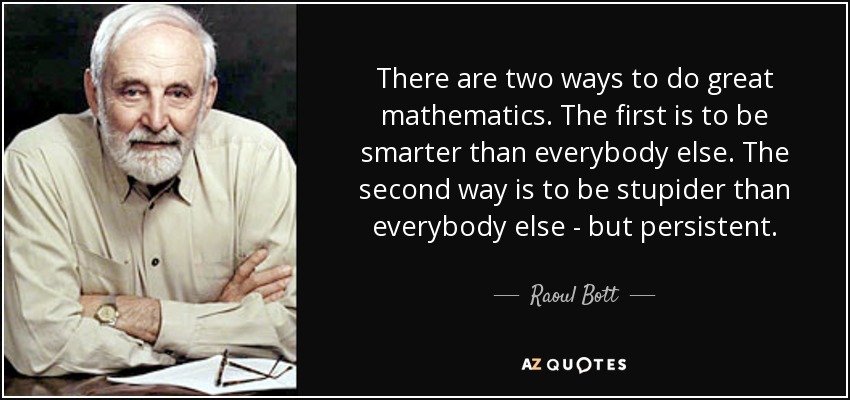 There are two ways to do great
mathematics. The first is to be
smarter than everybody else. The
second way is to be stupider than
everybody else - but persistent.
Raoul Bott
AZ QUOTES